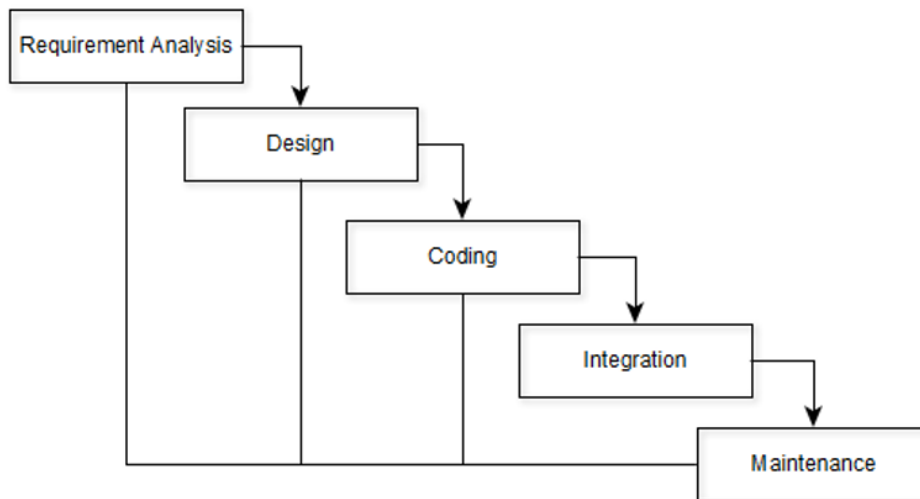 Requirement Analysis
Design
Coding
Integration
Maintenance